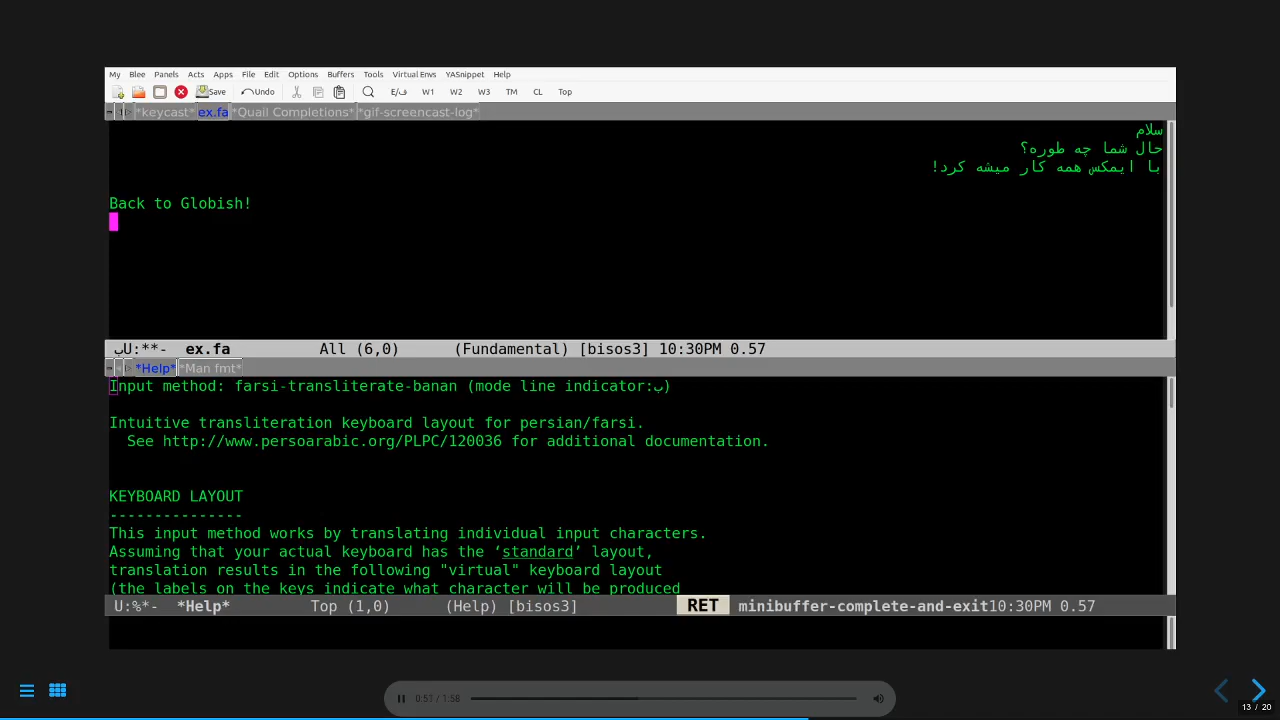 My Blee Panels Acts Apps File Edit Options Buffers Tools Virtual Envs YASnippet Help
Save Undo E/ف W1 W2 W3 TM CL Top
*keycast* ex.fa *Quail Completions* *gif-screencast-log*
سلام
حال شما چه طوره؟
با ایمکس همه کار میشه کرد!
Back to Globish!
بU:**- ex.fa All (6,0) (Fundamental) [bisos3] 10:30PM 0.57
*Help* *Man fmt*
Input method: farsi-transliterate-banan (mode line indicator:ب)
Intuitive transliteration keyboard layout for persian/farsi.
See http://www.persoarabic.org/PLPC/120036 for additional documentation.
KEYBOARD LAYOUT
---------------
This input method works by translating individual input characters.
Assuming that your actual keyboard has the ‘standard’ layout,
translation results in the following "virtual" keyboard layout
(the labels on the keys indicate what character will be produced
U:%*- *Help* Top (1,0) (Help) [bisos3] RET minibuffer-complete-and-exit10:30PM 0.57
0:51 / 1:58
13 / 20